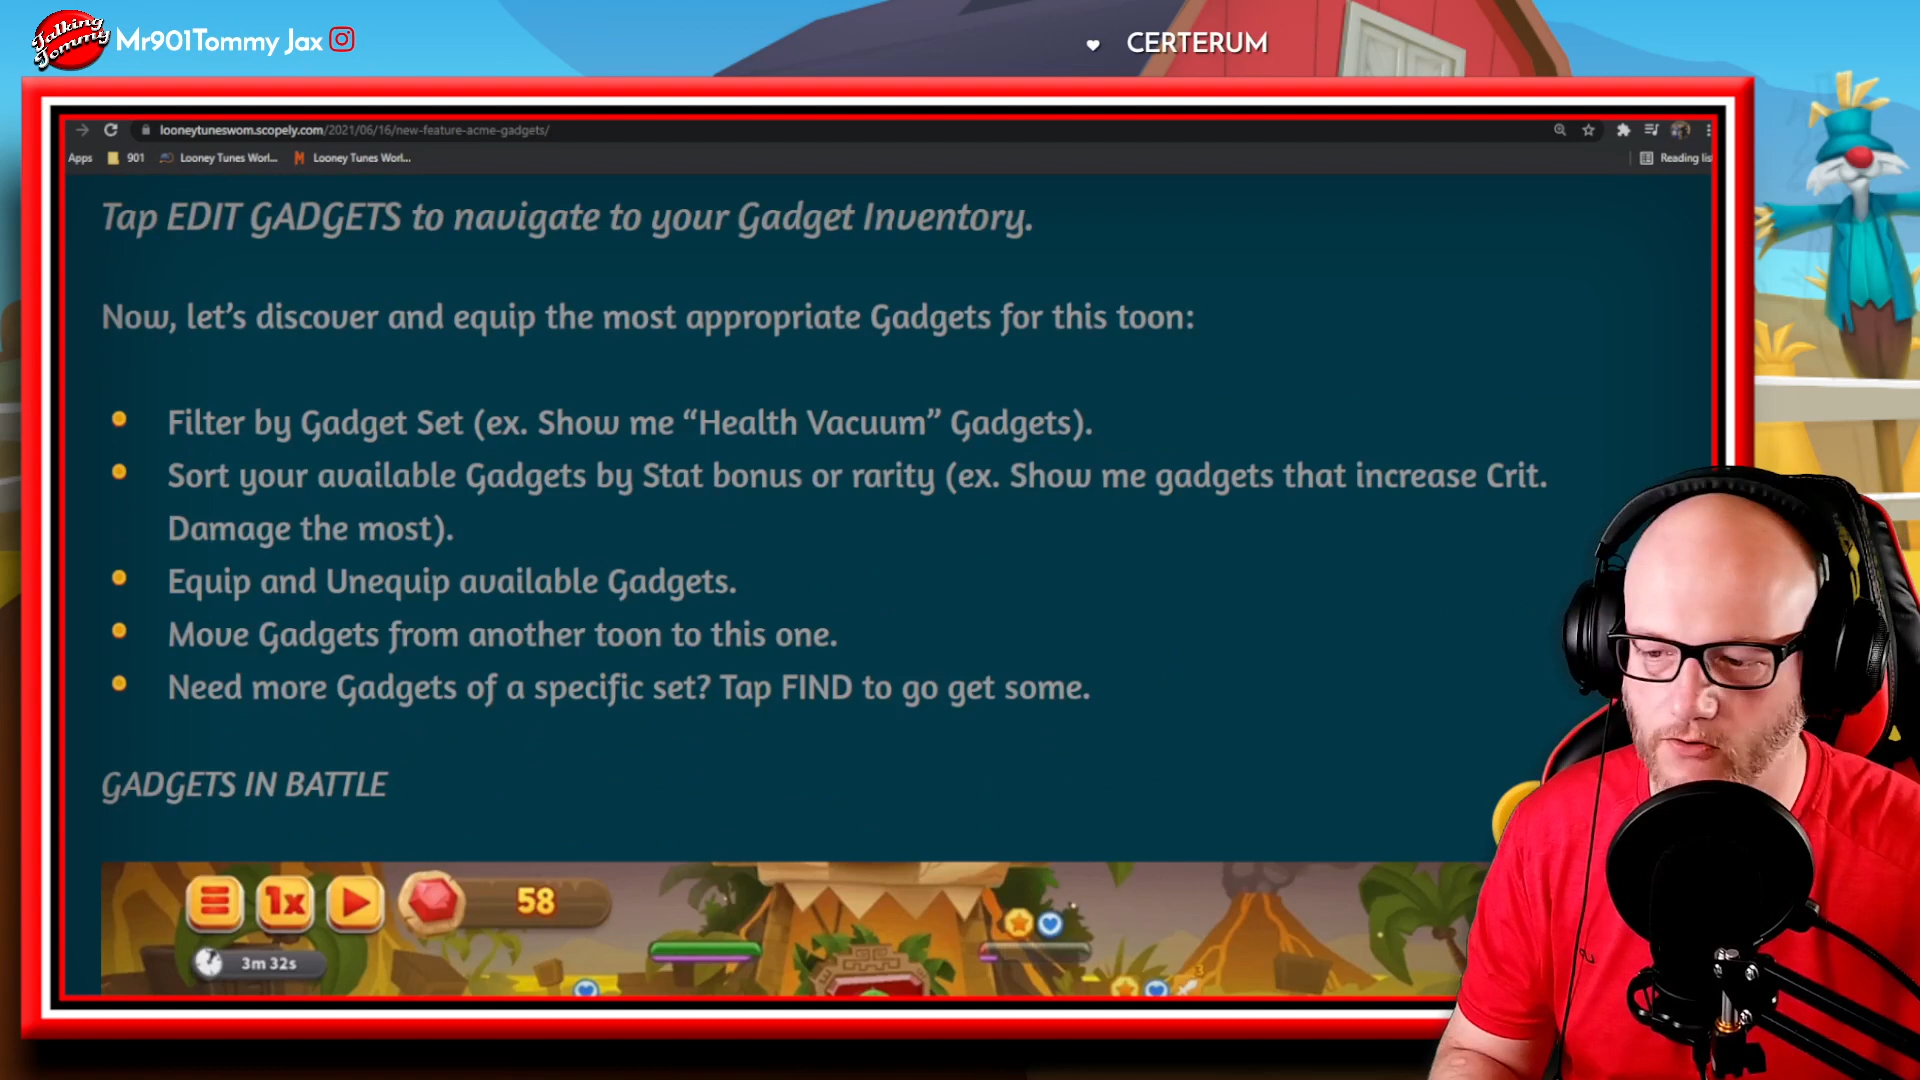 Talking Tommy
Mr901Tommy Jax
CERTERUM
looneytuneswom.scopely.com/2021/06/16/new-feature-acme-gadgets/
Apps 901 Looney Tunes Worl... Looney Tunes Worl... Reading lis
Tap EDIT GADGETS to navigate to your Gadget Inventory.
Now, let’s discover and equip the most appropriate Gadgets for this toon:
Filter by Gadget Set (ex. Show me “Health Vacuum” Gadgets).
Sort your available Gadgets by Stat bonus or rarity (ex. Show me gadgets that increase Crit.
Damage the most).
Equip and Unequip available Gadgets.
Move Gadgets from another toon to this one.
Need more Gadgets of a specific set? Tap FIND to go get some.
GADGETS IN BATTLE
1x 58
3m 32s
3